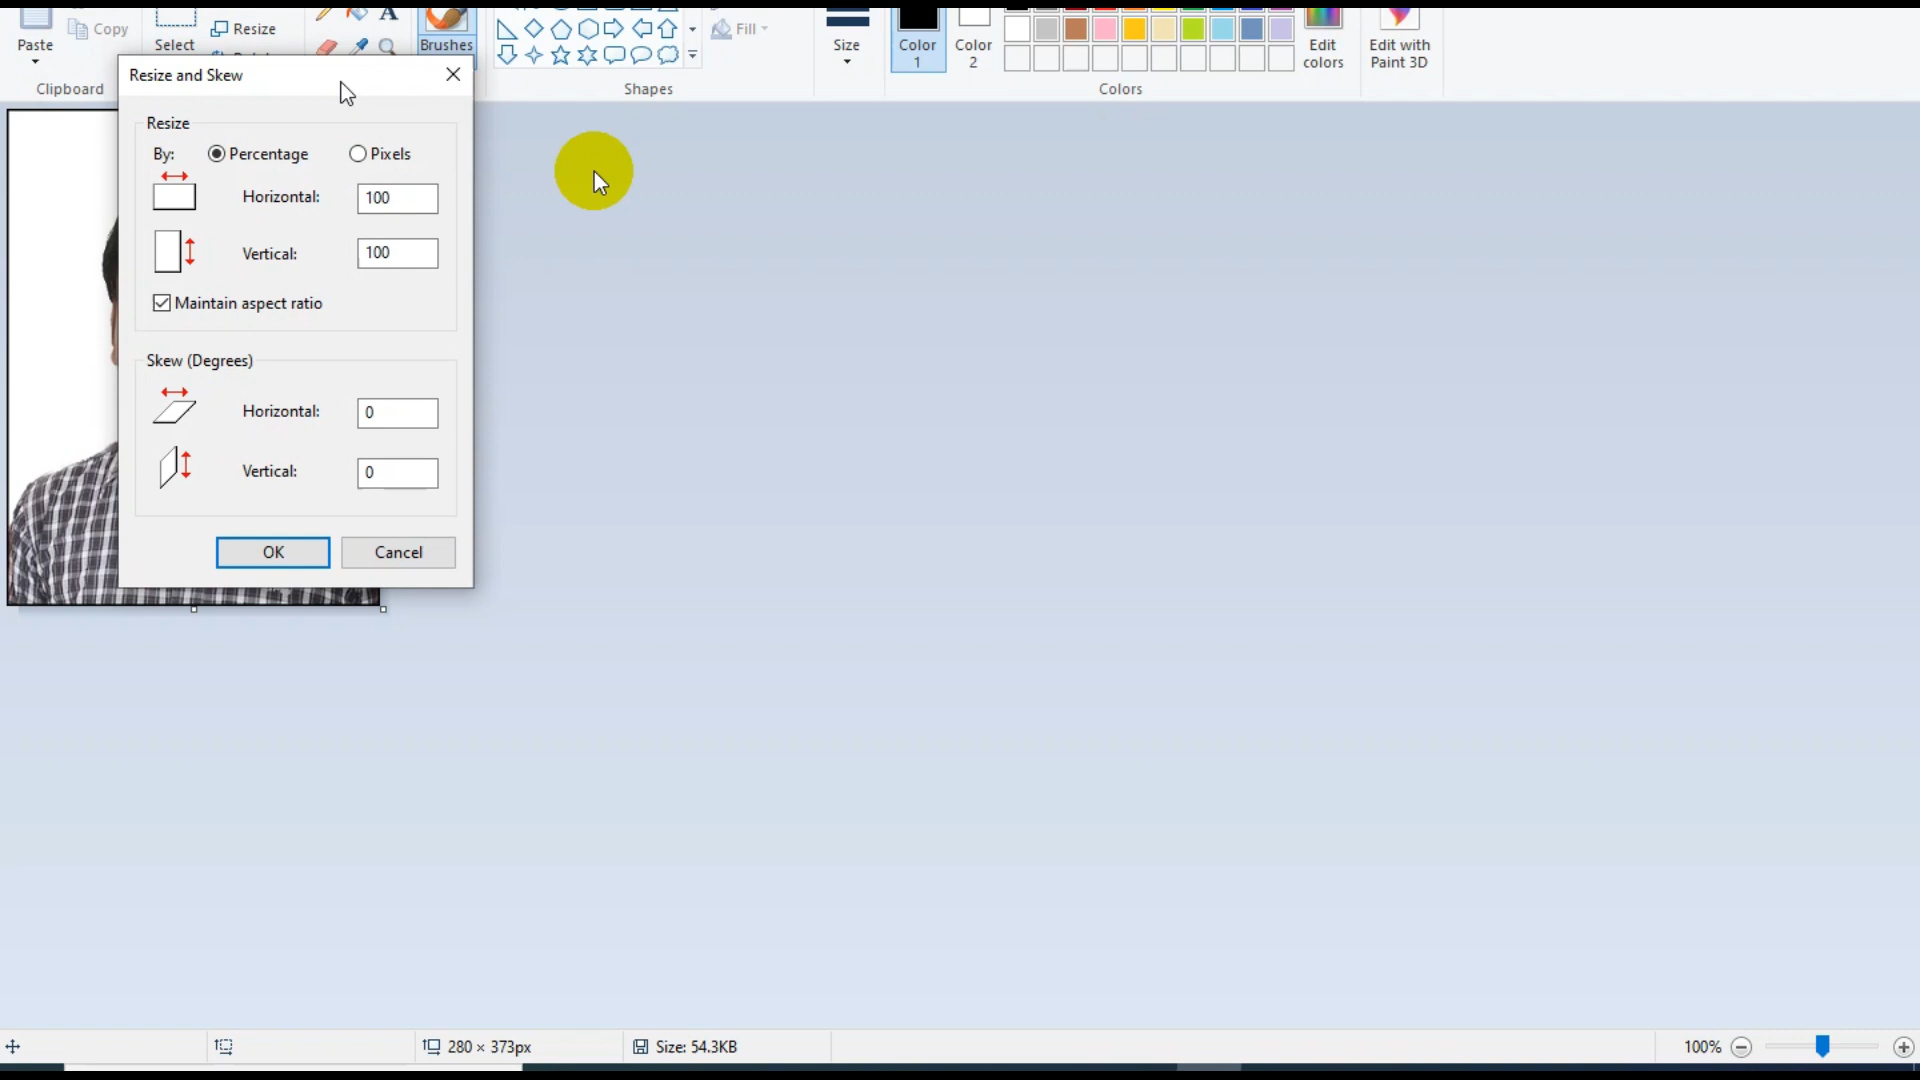 Paste
Copy
Select
Resize
A
Brushes
Fill
Size
Color
1
Color
2
Edit
colors
Edit with
Paint 3D
Clipboard
Shapes
Colors
Resize and Skew
Resize
By:
Percentage
Pixels
Horizontal:
100
Vertical:
100
Maintain aspect ratio
Skew (Degrees)
Horizontal:
0
Vertical:
0
OK
Cancel
280 × 373px
Size: 54.3KB
100%